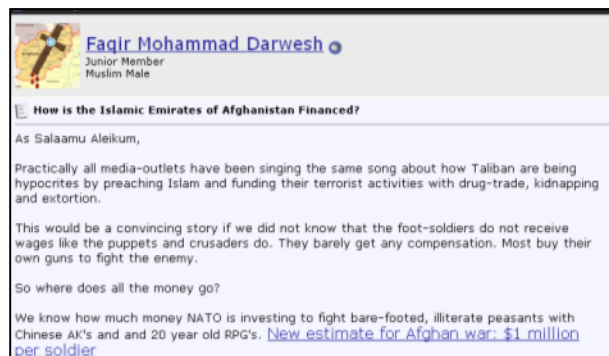 Faqir Mohammad Darwesh
Junior Member
Muslim Male
How is the Islamic Emirates of Afghanistan Financed?
As Salaamu Aleikum,
Practically all media-outlets have been singing the same song about how Taliban are being
hypocrites by preaching Islam and funding their terrorist activities with drug-trade, kidnapping
and extortion.
This would be a convincing story if we did not know that the foot-soldiers do not receive
wages like the puppets and crusaders do. They barely get any compensation. Most buy their
own guns to fight the enemy.
So where does all the money go?
We know how much money NATO is investing to fight bare-footed, illiterate peasants with
Chinese AK's and and 20 year old RPG's. New estimate for Afghan war: $1 million
per soldier